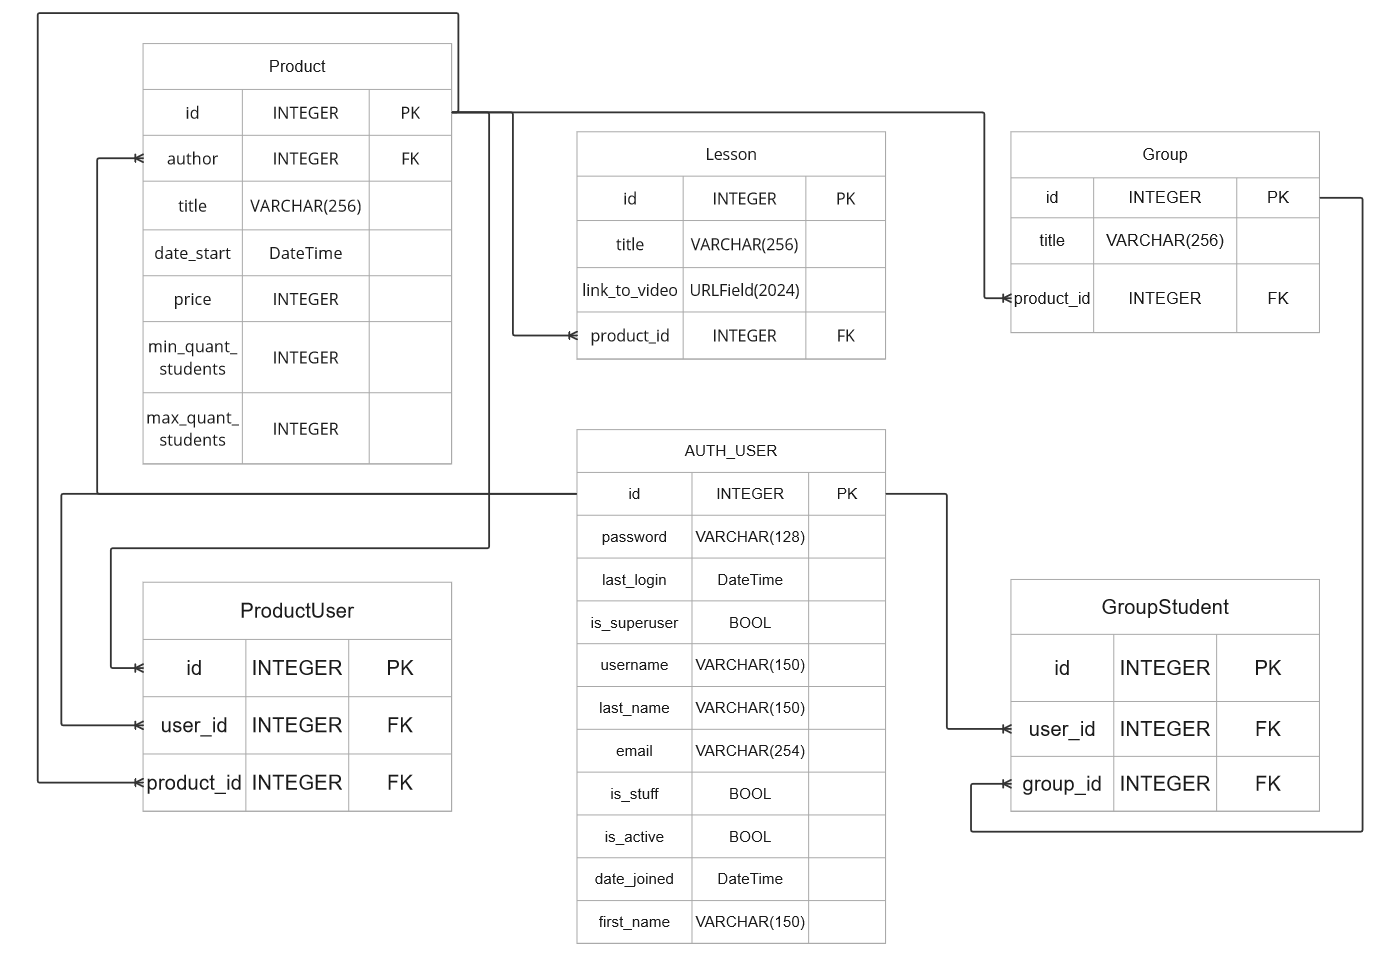 Product
id INTEGER PK
author INTEGER FK
title VARCHAR(256)
date_start DateTime
price INTEGER
min_quant_
students INTEGER
max_quant_
students INTEGER
Lesson
id INTEGER PK
title VARCHAR(256)
link_to_video URLField(2024)
product_id INTEGER FK
Group
id INTEGER PK
title VARCHAR(256)
product_id INTEGER FK
AUTH_USER
id INTEGER PK
password VARCHAR(128)
last_login DateTime
is_superuser BOOL
username VARCHAR(150)
last_name VARCHAR(150)
email VARCHAR(254)
is_stuff BOOL
is_active BOOL
date_joined DateTime
first_name VARCHAR(150)
ProductUser
id INTEGER PK
user_id INTEGER FK
product_id INTEGER FK
GroupStudent
id INTEGER PK
user_id INTEGER FK
group_id INTEGER FK